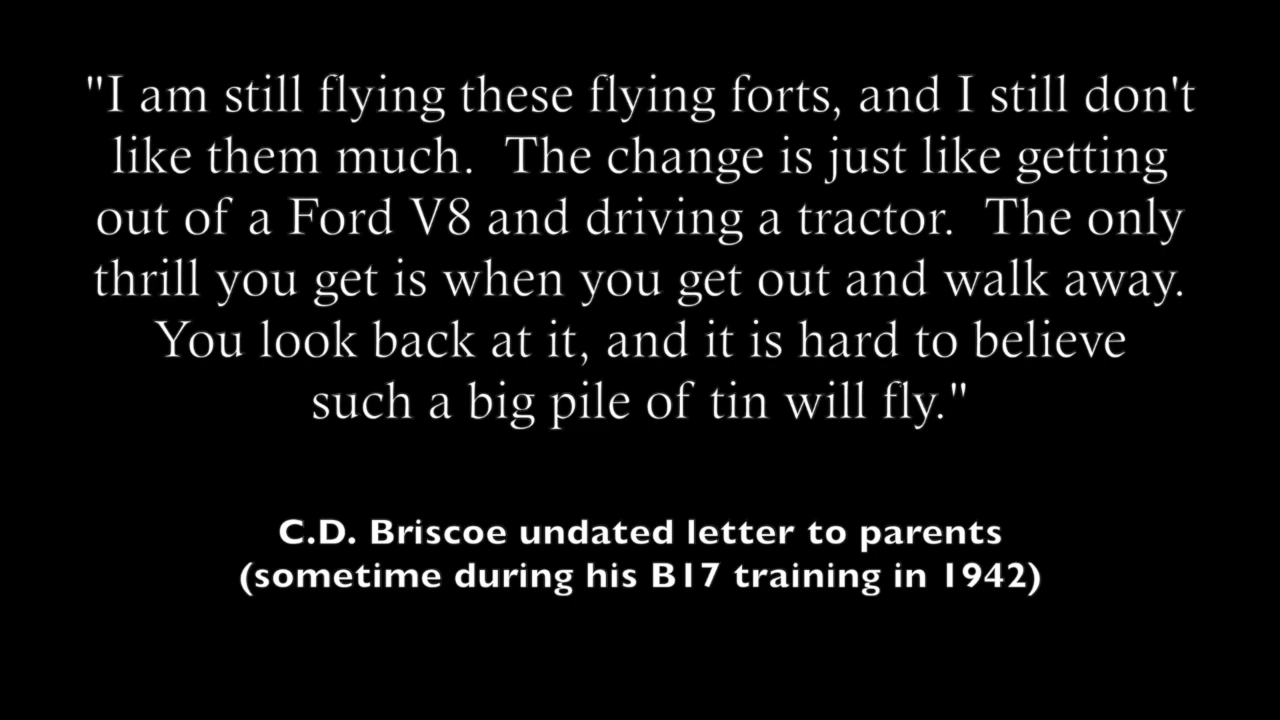 "I am still flying these flying forts, and I still don't
like them much.  The change is just like getting
out of a Ford V8 and driving a tractor.  The only
thrill you get is when you get out and walk away.
You look back at it, and it is hard to believe
such a big pile of tin will fly."
C.D. Briscoe undated letter to parents
(sometime during his B17 training in 1942)